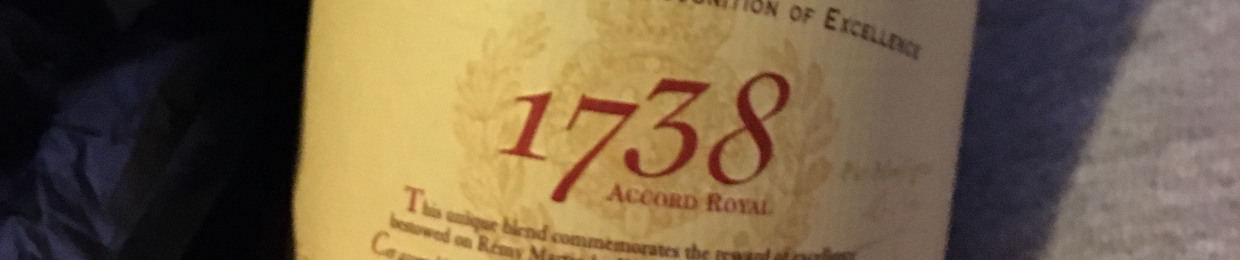 OF EXCELLENCE
1738
ACCORD ROYAL
This unique blend commemorates the reward of excellence
bestowed on Rémy Martin